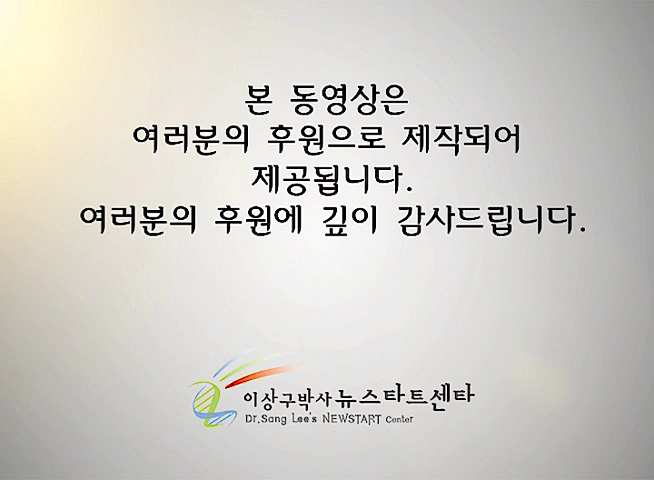 본 동영상은
여러분의 후원으로 제작되어
제공됩니다.
여러분의 후원에 깊이 감사드립니다.
이상구박사 뉴스타트센타
Dr.Sang Lee's NEWSTART Center